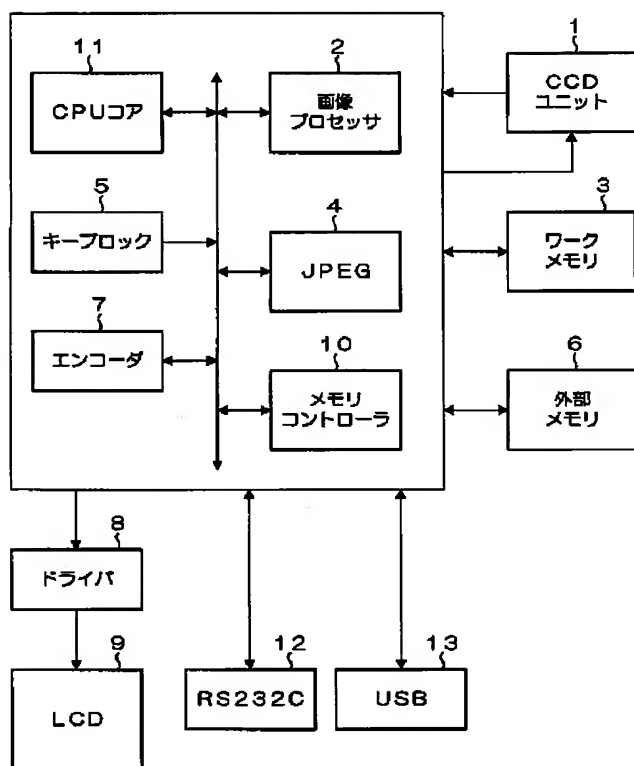 11
CPUコア
2
画像
プロセッサ
1
CCD
ユニット
5
キーブロック
4
JPEG
3
ワーク
メモリ
7
エンコーダ
10
メモリ
コントローラ
6
外部
メモリ
8
ドライバ
9
LCD
12
RS232C
13
USB